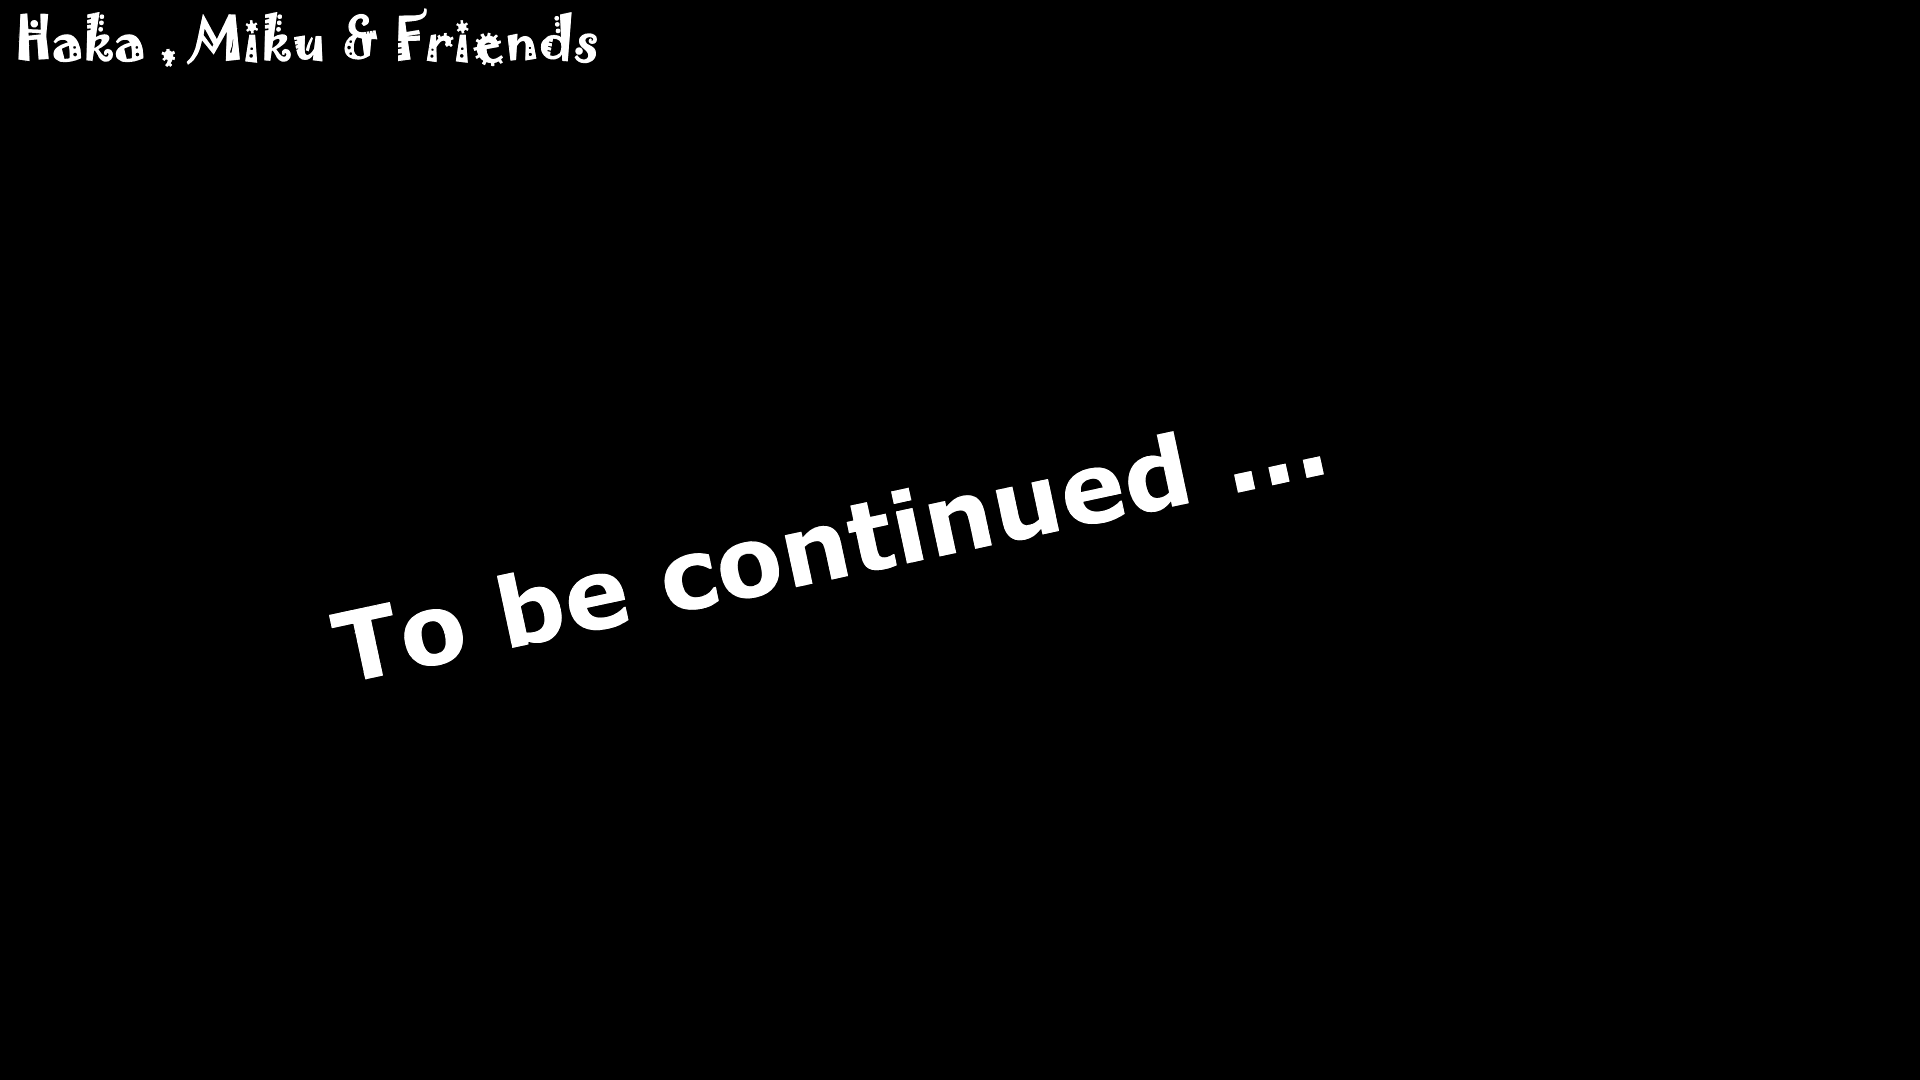 Haka , Miku & Friends
To be continued ...